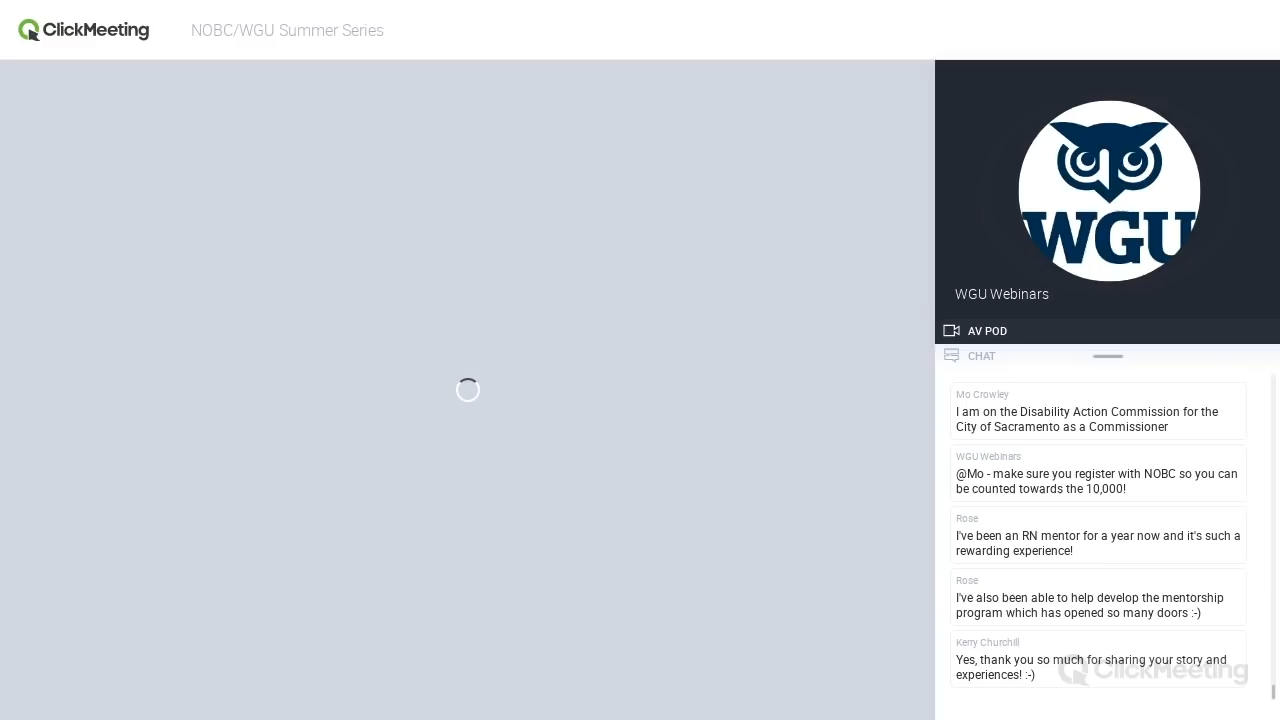 ClickMeeting
NOBC/WGU Summer Series
WGU
WGU Webinars
AV POD
CHAT
Mo Crowley
I am on the Disability Action Commission for the
City of Sacramento as a Commissioner
WGU Webinars
@Mo - make sure you register with NOBC so you can
be counted towards the 10,000!
Rose
I've been an RN mentor for a year now and it's such a
rewarding experience!
Rose
I've also been able to help develop the mentorship
program which has opened so many doors :-)
Kerry Churchill
Yes, thank you so much for sharing your story and
experiences! :-)
ClickMeeting